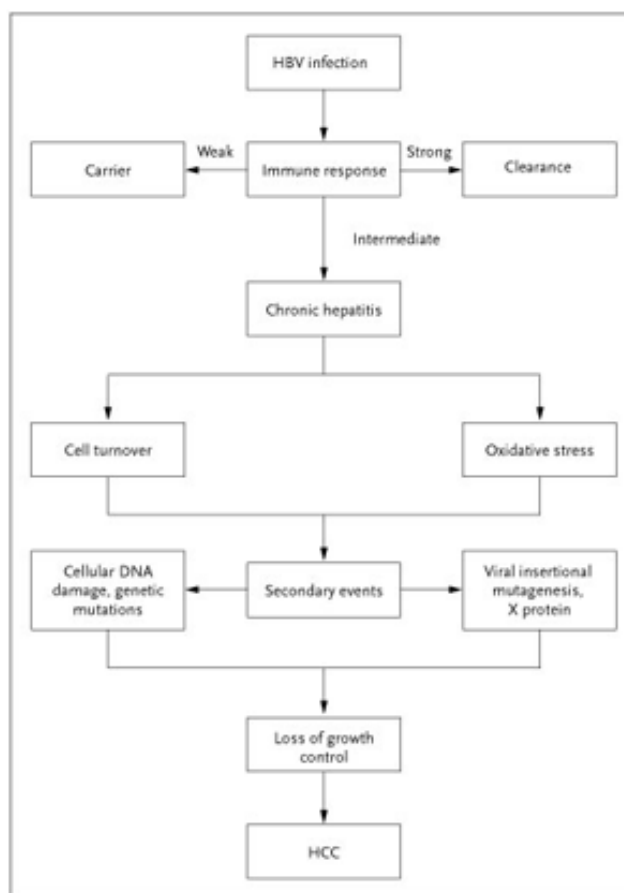 HBV infection
Weak
Strong
Carrier
Immune response
Clearance
Intermediate
Chronic hepatitis
Cell turnover
Oxidative stress
Cellular DNA
damage, genetic
mutations
Secondary events
Viral insertional
mutagenesis,
X protein
Loss of growth
control
HCC